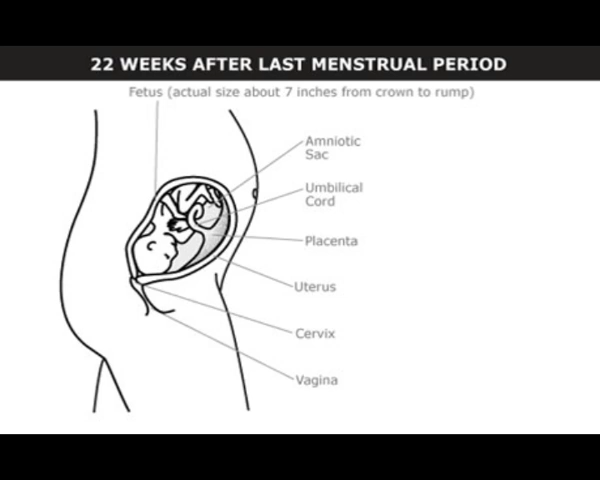 22 WEEKS AFTER LAST MENSTRUAL PERIOD
Fetus (actual size about 7 inches from crown to rump)
Amniotic
Sac
Umbilical
Cord
Placenta
Uterus
Cervix
Vagina